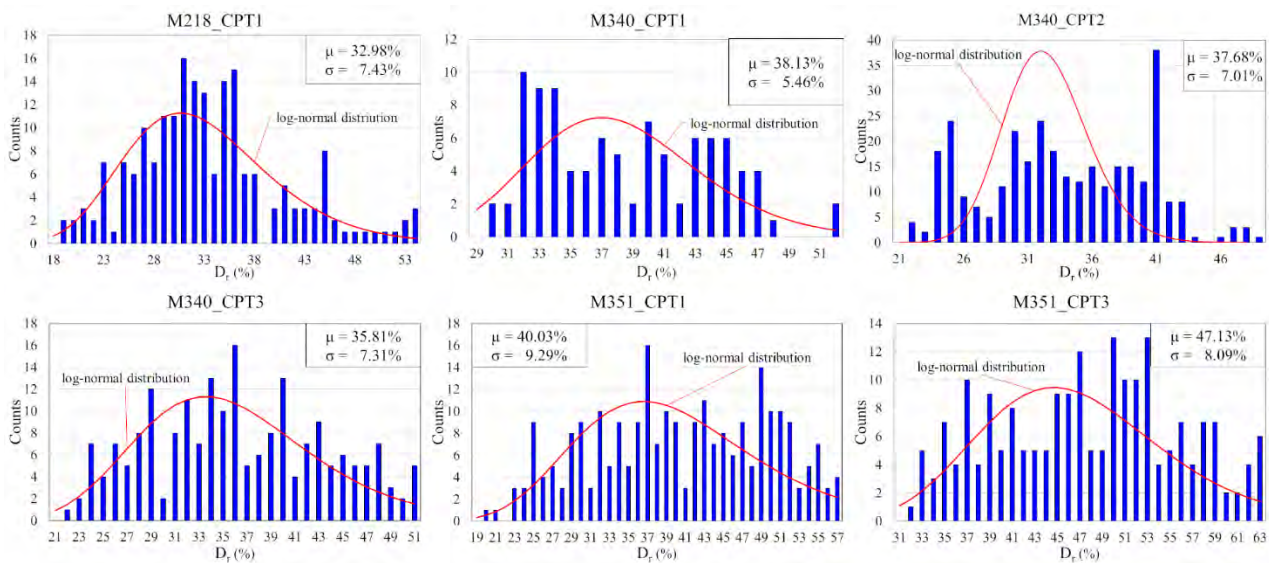 M218_CPT1
18
16
14
12
10
8
6
4
2
0
Counts
μ = 32.98%
σ = 7.43%
log-normal distriution
18 23 28 33 38 43 48 53
Dr (%)
M340_CPT1
12
10
8
6
4
2
0
Counts
μ = 38.13%
σ = 5.46%
log-normal distribution
29 31 33 35 37 39 41 43 45 47 49 51
Dr (%)
M340_CPT2
40
35
30
25
20
15
10
5
0
Counts
log-normal distribution
μ = 37.68%
σ = 7.01%
21 26 31 36 41 46
Dr (%)
M340_CPT3
18
16
14
12
10
8
6
4
2
0
Counts
log-normal distribution
μ = 35.81%
σ = 7.31%
21 23 25 27 29 31 33 35 37 39 41 43 45 47 49 51
Dr (%)
M351_CPT1
18
16
14
12
10
8
6
4
2
0
Counts
μ = 40.03%
σ = 9.29%
log-normal distribution
19 21 23 25 27 29 31 33 35 37 39 41 43 45 47 49 51 53 55 57
Dr (%)
M351_CPT3
14
12
10
8
6
4
2
0
Counts
log-normal distribution
μ = 47.13%
σ = 8.09%
31 33 35 37 39 41 43 45 47 49 51 53 55 57 59 61 63
Dr (%)